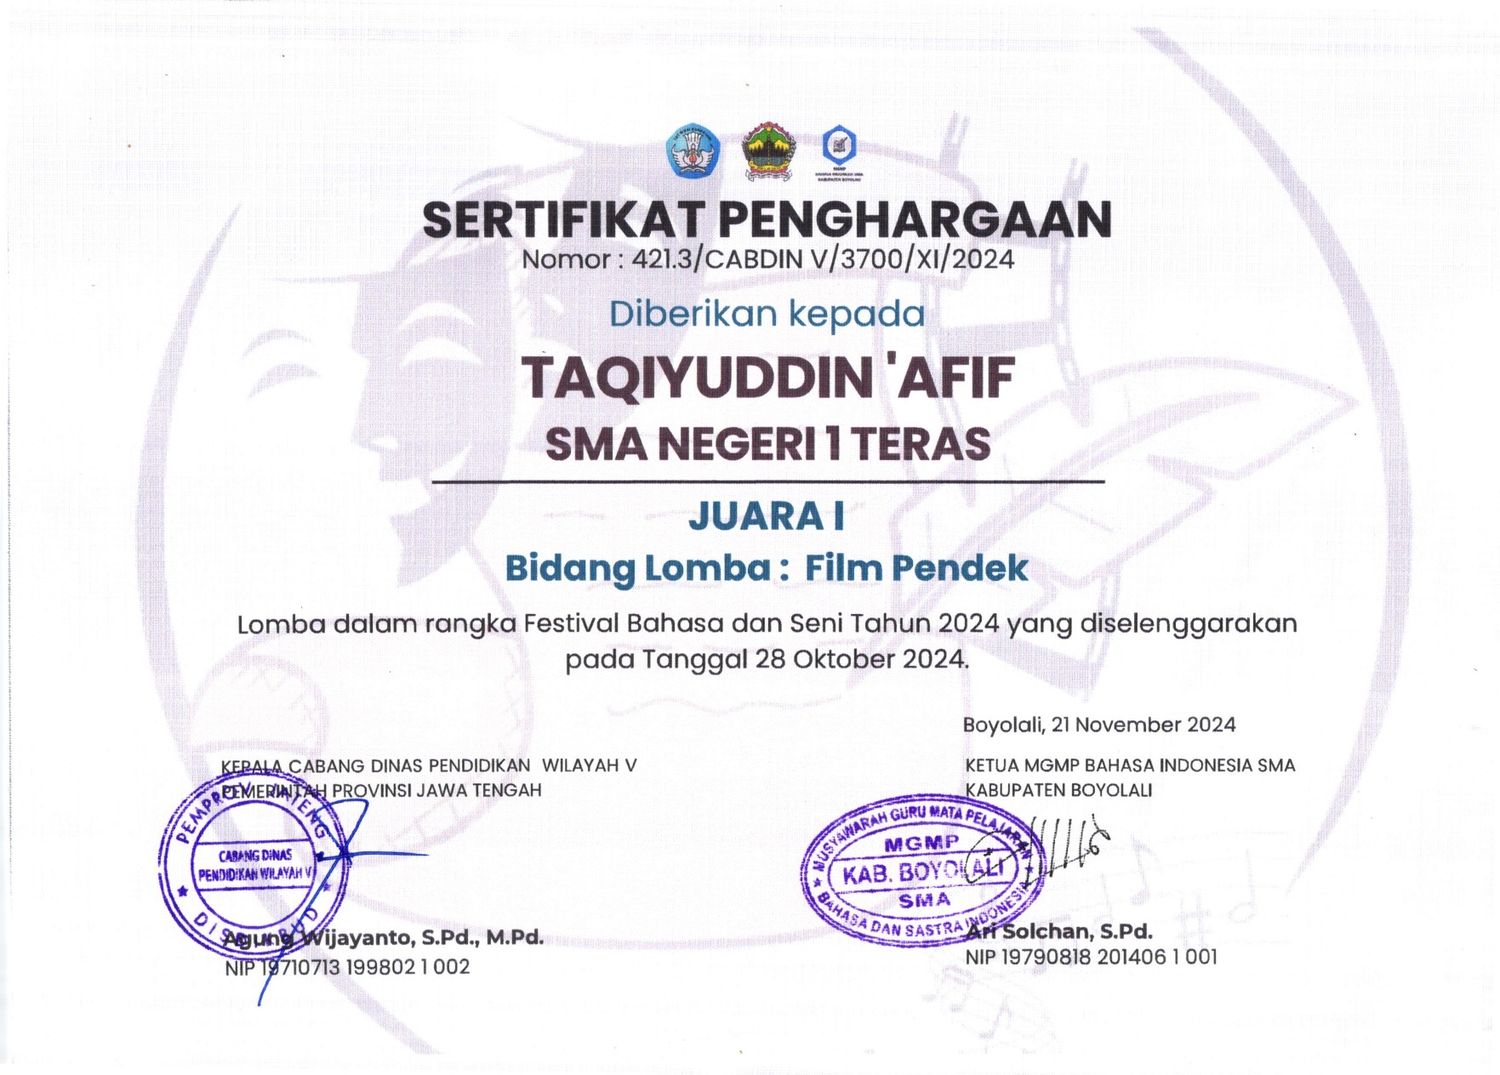 MGMP
KABUPATEN BOYOLALI
SERTIFIKAT PENGHARGAAN
Nomor : 421.3/CABDIN V/3700/XI/2024
Diberikan kepada
TAQIYUDDIN 'AFIF
SMA NEGERI 1 TERAS
JUARA I
Bidang Lomba : Film Pendek
Lomba dalam rangka Festival Bahasa dan Seni Tahun 2024 yang diselenggarakan
pada Tanggal 28 Oktober 2024.
Boyolali, 21 November 2024
KEPALA CABANG DINAS PENDIDIKAN WILAYAH V
PEMERINTAH PROVINSI JAWA TENGAH
PEMPROV JATENG
CABANG DINAS
PENDIDIKAN WILAYAH V
DISDIKBUD
Agung Wijayanto, S.Pd., M.Pd.
NIP 19710713 199802 1 002
KETUA MGMP BAHASA INDONESIA SMA
KABUPATEN BOYOLALI
MUSYAWARAH GURU MATA PELAJARAN
MGMP
KAB. BOYOLALI
SMA
BAHASA DAN SASTRA INDONESIA
Ari Solchan, S.Pd.
NIP 19790818 201406 1 001